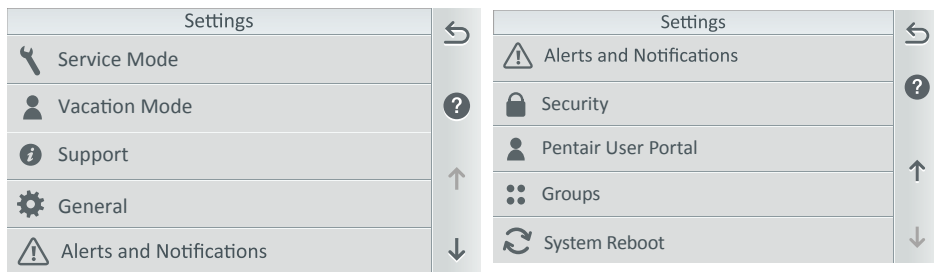 Settings
Service Mode
Vacation Mode
Support
General
Alerts and Notifications
Settings
Alerts and Notifications
Security
Pentair User Portal
Groups
System Reboot